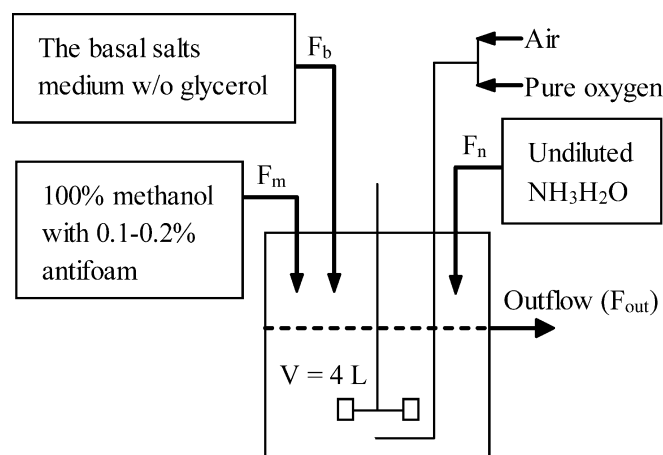 The basal salts
medium w/o glycerol
F_b
Air
Pure oxygen
100% methanol
with 0.1-0.2%
antifoam
F_m
F_n
Undiluted
NH₃H₂O
Outflow (F_out)
V = 4 L